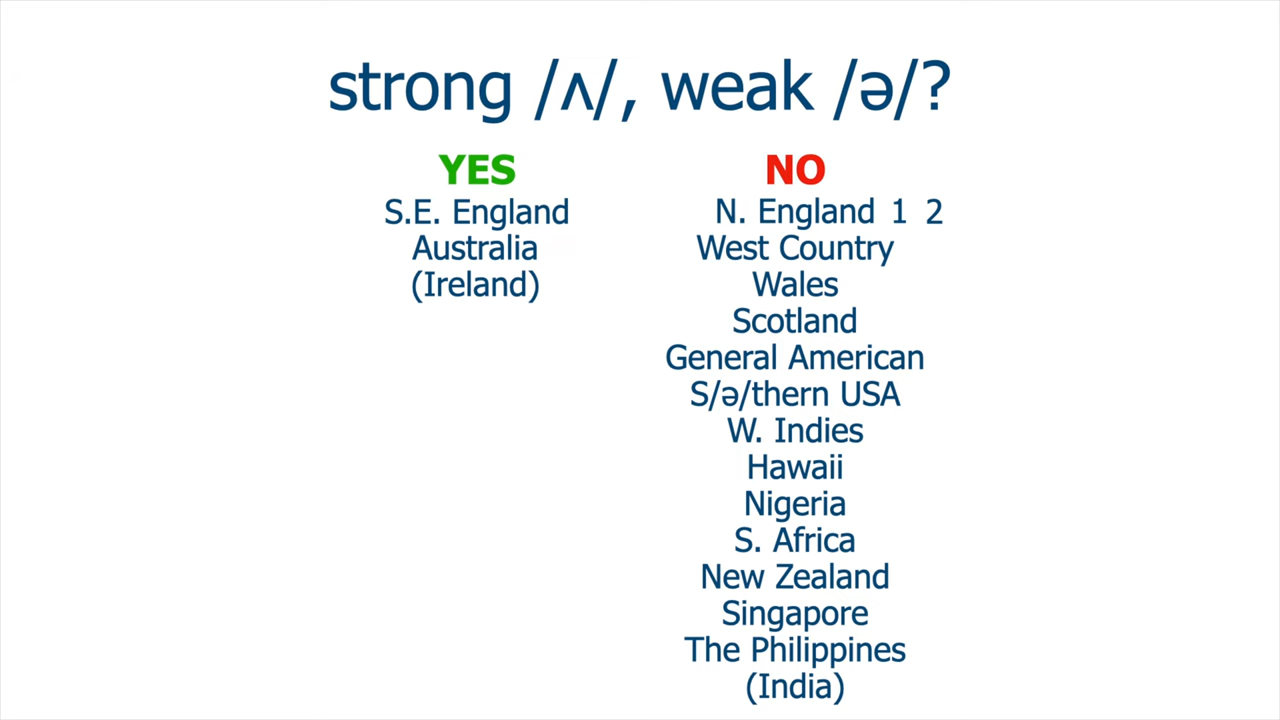 strong /ʌ/, weak /ə/?
YES
S.E. England
Australia
(Ireland)
NO
N. England 1 2
West Country
Wales
Scotland
General American
S/ə/thern USA
W. Indies
Hawaii
Nigeria
S. Africa
New Zealand
Singapore
The Philippines
(India)